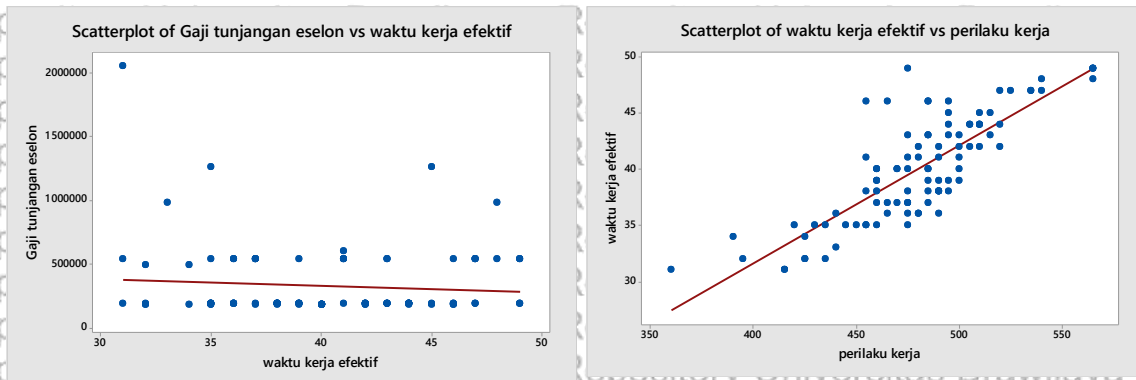 Scatterplot of Gaji tunjangan eselon vs waktu kerja efektif
2000000
1500000
1000000
500000
0
Gaji tunjangan eselon
30 35 40 45 50
waktu kerja efektif
Scatterplot of waktu kerja efektif vs perilaku kerja
50
45
40
35
30
waktu kerja efektif
350 400 450 500 550
perilaku kerja